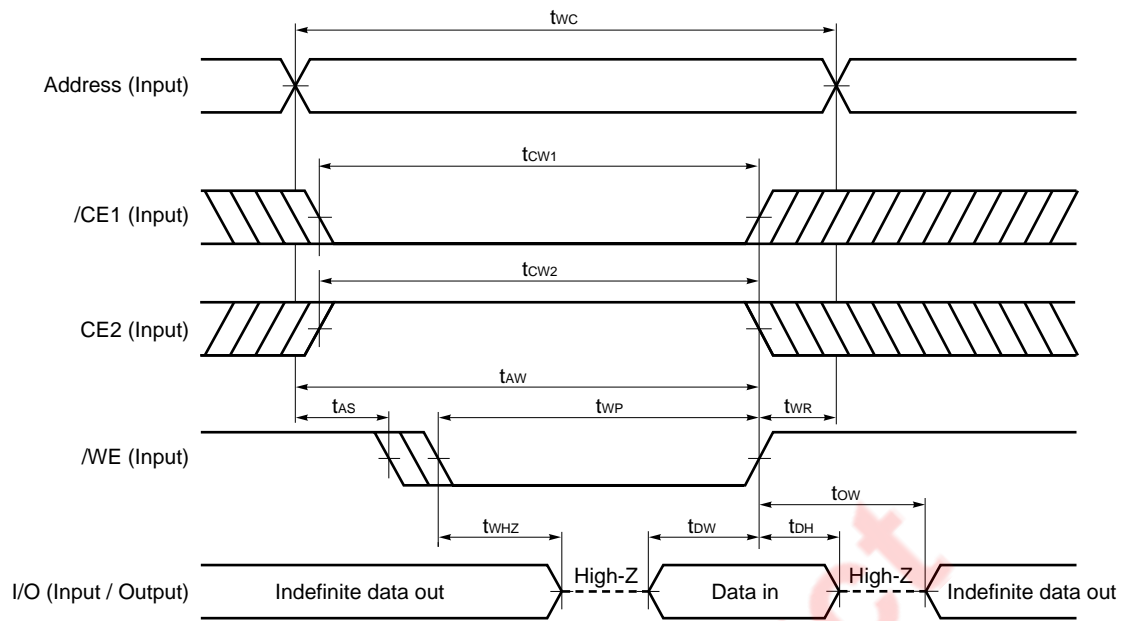 tWC
Address (Input)
tCW1
/CE1 (Input)
tCW2
CE2 (Input)
tAW
tAS
tWP
tWR
/WE (Input)
tOW
tWHZ
tDW
tDH
I/O (Input / Output)
Indefinite data out
High-Z
Data in
High-Z
Indefinite data out
ct